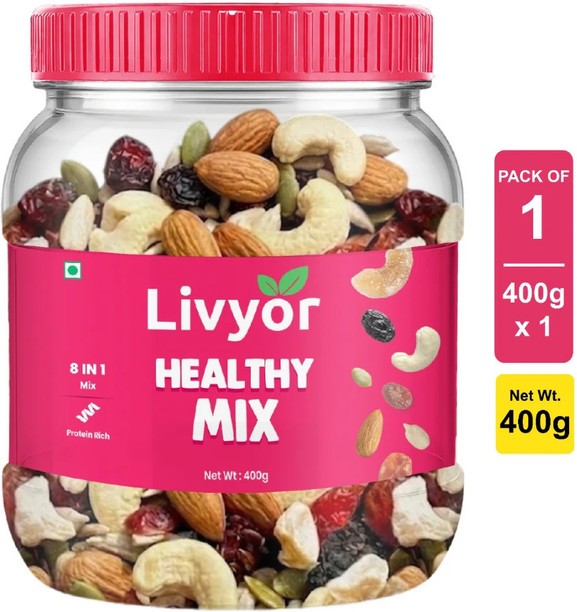 Livyor
HEALTHY
MIX
8 IN 1
Mix
Protein Rich
Net Wt : 400g
PACK OF
1
400g
x 1
Net Wt.
400g